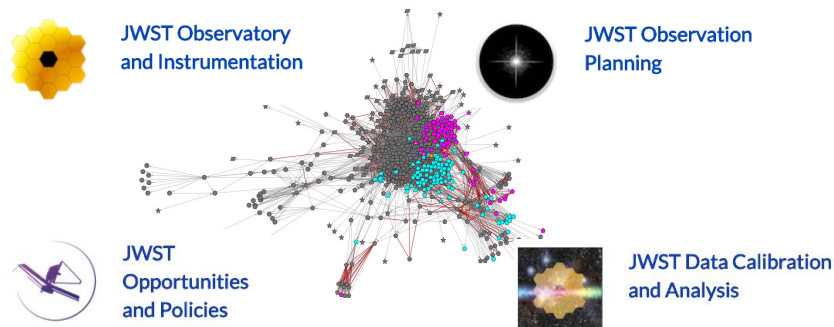 JWST Observatory
and Instrumentation
JWST Observation
Planning
JWST
Opportunities
and Policies
JWST Data Calibration
and Analysis